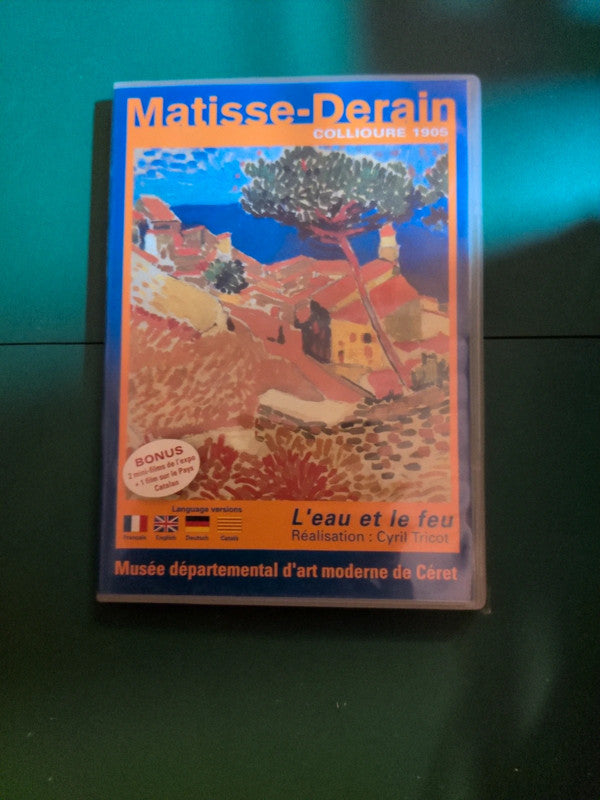 Matisse-Derain
COLLIOURE 1905
BONUS
2 mini-films de l'expo
+ 1 film sur le Pays
Catalan
Language versions
Français English Deutsch Català
L'eau et le feu
Réalisation : Cyril Tricot
Musée départemental d'art moderne de Céret